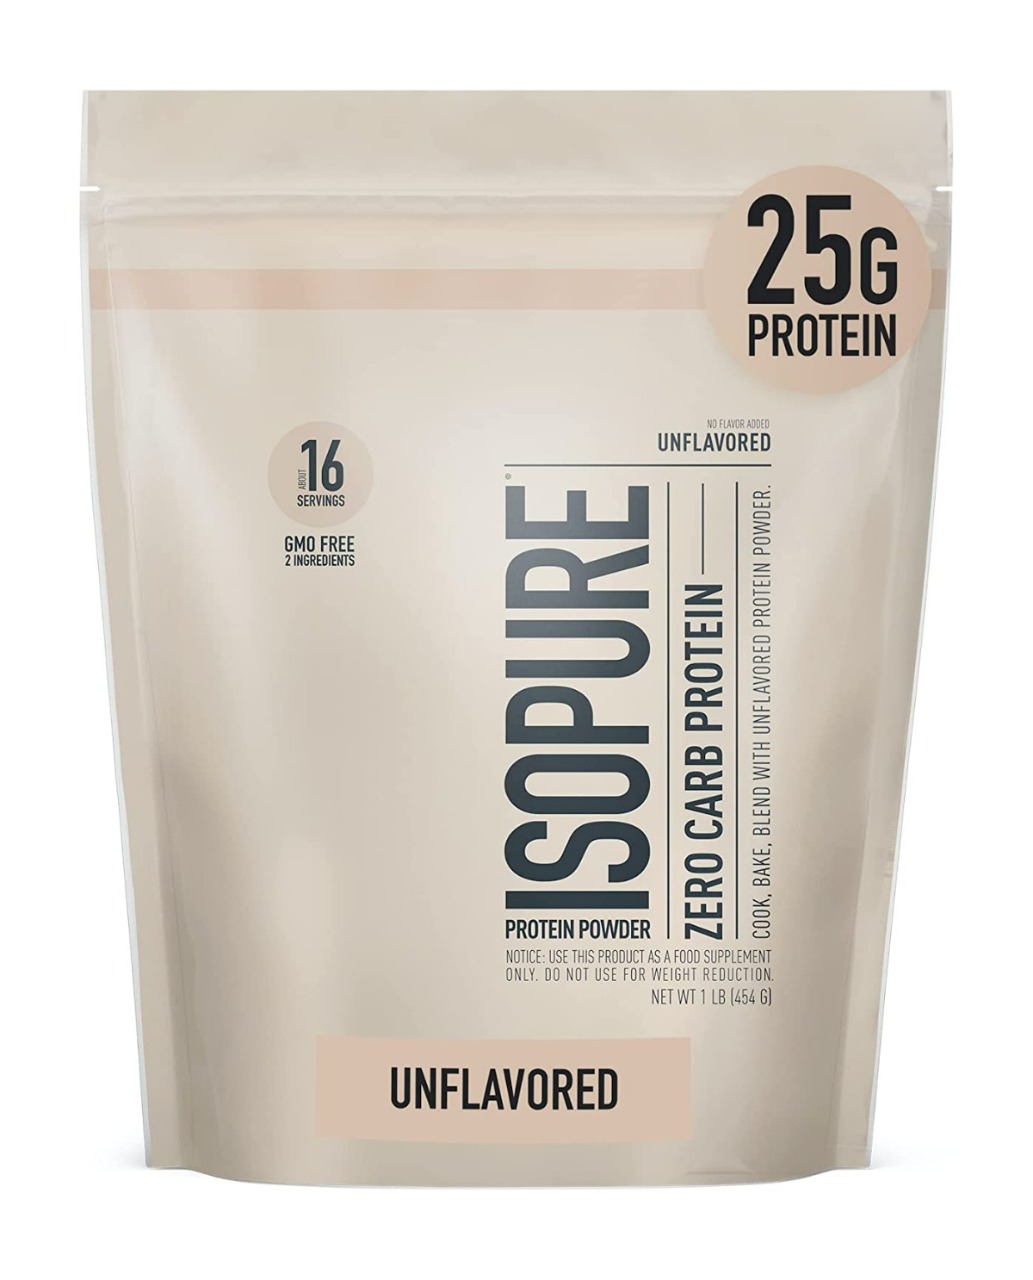 25G
PROTEIN
NO FLAVOR ADDED
UNFLAVORED
ABOUT
16
SERVINGS
GMO FREE
2 INGREDIENTS
ISOPURE®
PROTEIN POWDER
ZERO CARB PROTEIN
COOK, BAKE, BLEND WITH UNFLAVORED PROTEIN POWDER.
NOTICE: USE THIS PRODUCT AS A FOOD SUPPLEMENT
ONLY. DO NOT USE FOR WEIGHT REDUCTION.
NET WT 1 LB (454 G)
UNFLAVORED